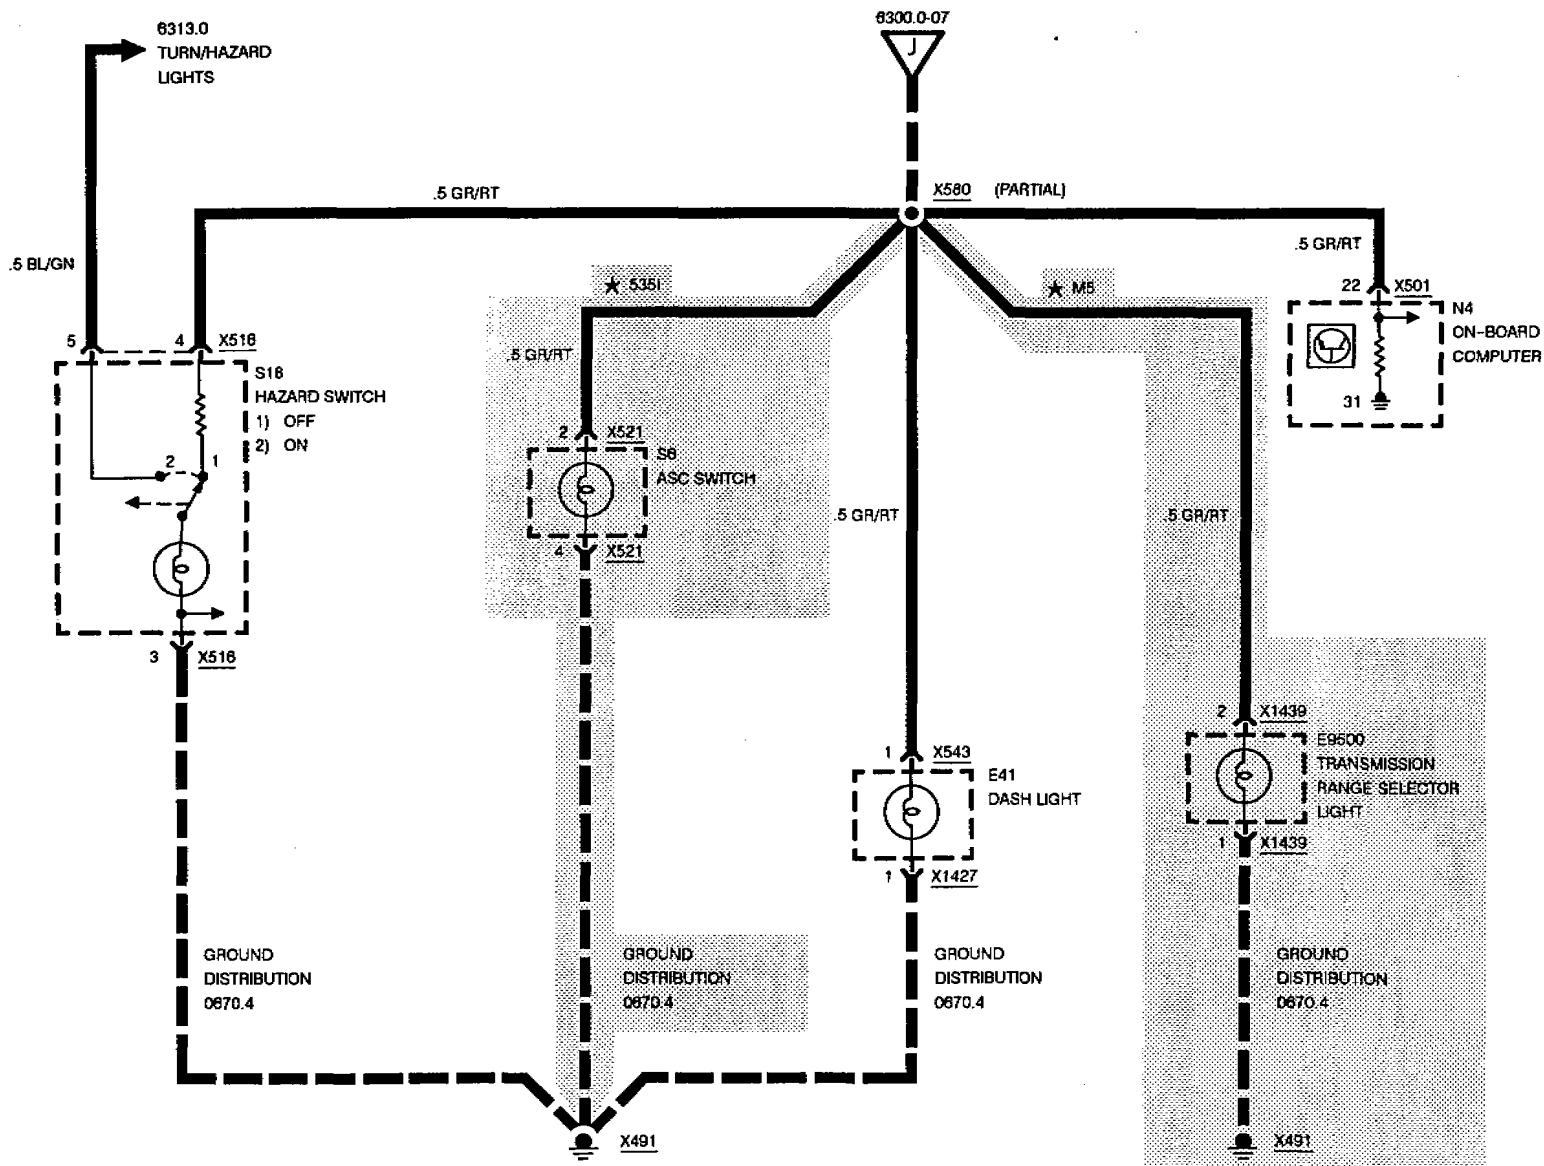 6313.0
TURN/HAZARD
LIGHTS
6300.0-07
J
X580 (PARTIAL)
.5 GR/RT
.5 GR/RT
.5 BL/GN
★ 535i
★ M5
22 X501
N4
ON-BOARD
COMPUTER
31
5 4 X516
S18
HAZARD SWITCH
1) OFF
2) ON
2 1
3 X516
.5 GR/RT
2 X521
S6
ASC SWITCH
4 X521
.5 GR/RT
.5 GR/RT
1 X543
E41
DASH LIGHT
1 X1427
2 X1439
E9500
TRANSMISSION
RANGE SELECTOR
LIGHT
1 X1439
GROUND
DISTRIBUTION
0670.4
GROUND
DISTRIBUTION
0670.4
GROUND
DISTRIBUTION
0670.4
GROUND
DISTRIBUTION
0670.4
X491
X491